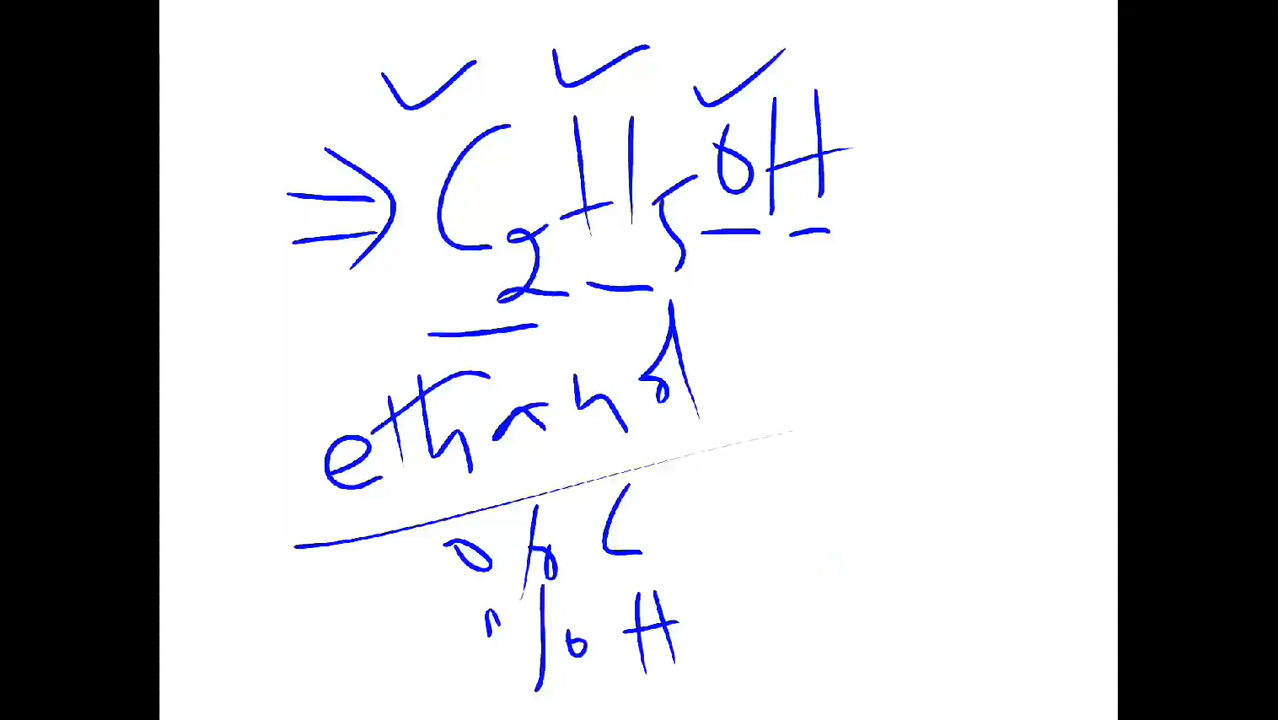 ⇒ C₂H₅OH
ethanol
% C
% H